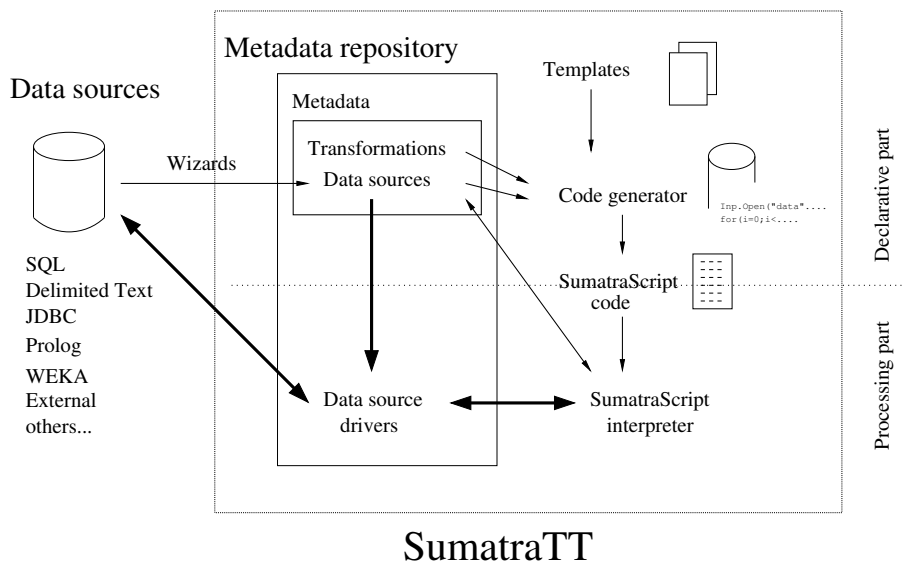 Metadata repository
Templates
Data sources
Metadata
Transformations
Wizards
Data sources
Code generator
Inp.Open("data"....
for(i=0;i<....
Declarative part
SQL
Delimited Text
JDBC
Prolog
WEKA
External
others...
SumatraScript
code
Data source
drivers
SumatraScript
interpreter
Processing part
SumatraTT